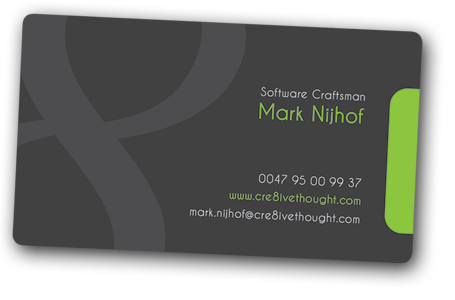 Software Craftsman
Mark Nijhof
0047 95 00 99 37
www.cre8ivethought.com
mark.nijhof@cre8ivethought.com